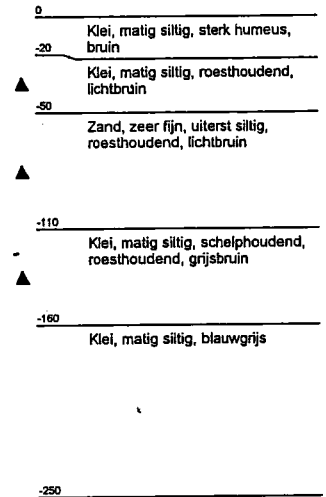 0
Klei, matig siltig, sterk humeus,
bruin
-20
Klei, matig siltig, roesthoudend,
lichtbruin
-50
Zand, zeer fijn, uiterst siltig,
roesthoudend, lichtbruin
-110
Klei, matig siltig, schelphoudend,
roesthoudend, grijsbruin
-160
Klei, matig siltig, blauwgrijs
-250